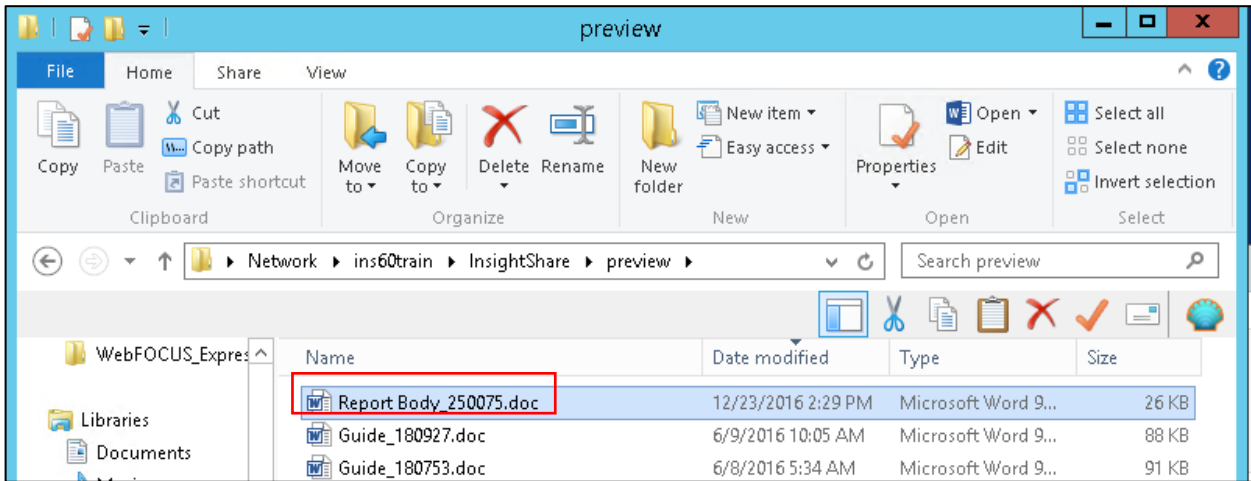 preview
File Home Share View
Copy
Paste
Cut
Copy path
Paste shortcut
Clipboard
Move to
Copy to
Delete
Rename
Organize
New folder
New item
Easy access
New
Properties
Open
Edit
Open
Select all
Select none
Invert selection
Select
Network ins60train InsightShare preview
Search preview
WebFOCUS_Expres
Libraries
Documents
Name Date modified Type Size
Report Body_250075.doc 12/23/2016 2:29 PM Microsoft Word 9... 26 KB
Guide_180927.doc 6/9/2016 10:05 AM Microsoft Word 9... 88 KB
Guide_180753.doc 6/8/2016 5:34 AM Microsoft Word 9... 91 KB